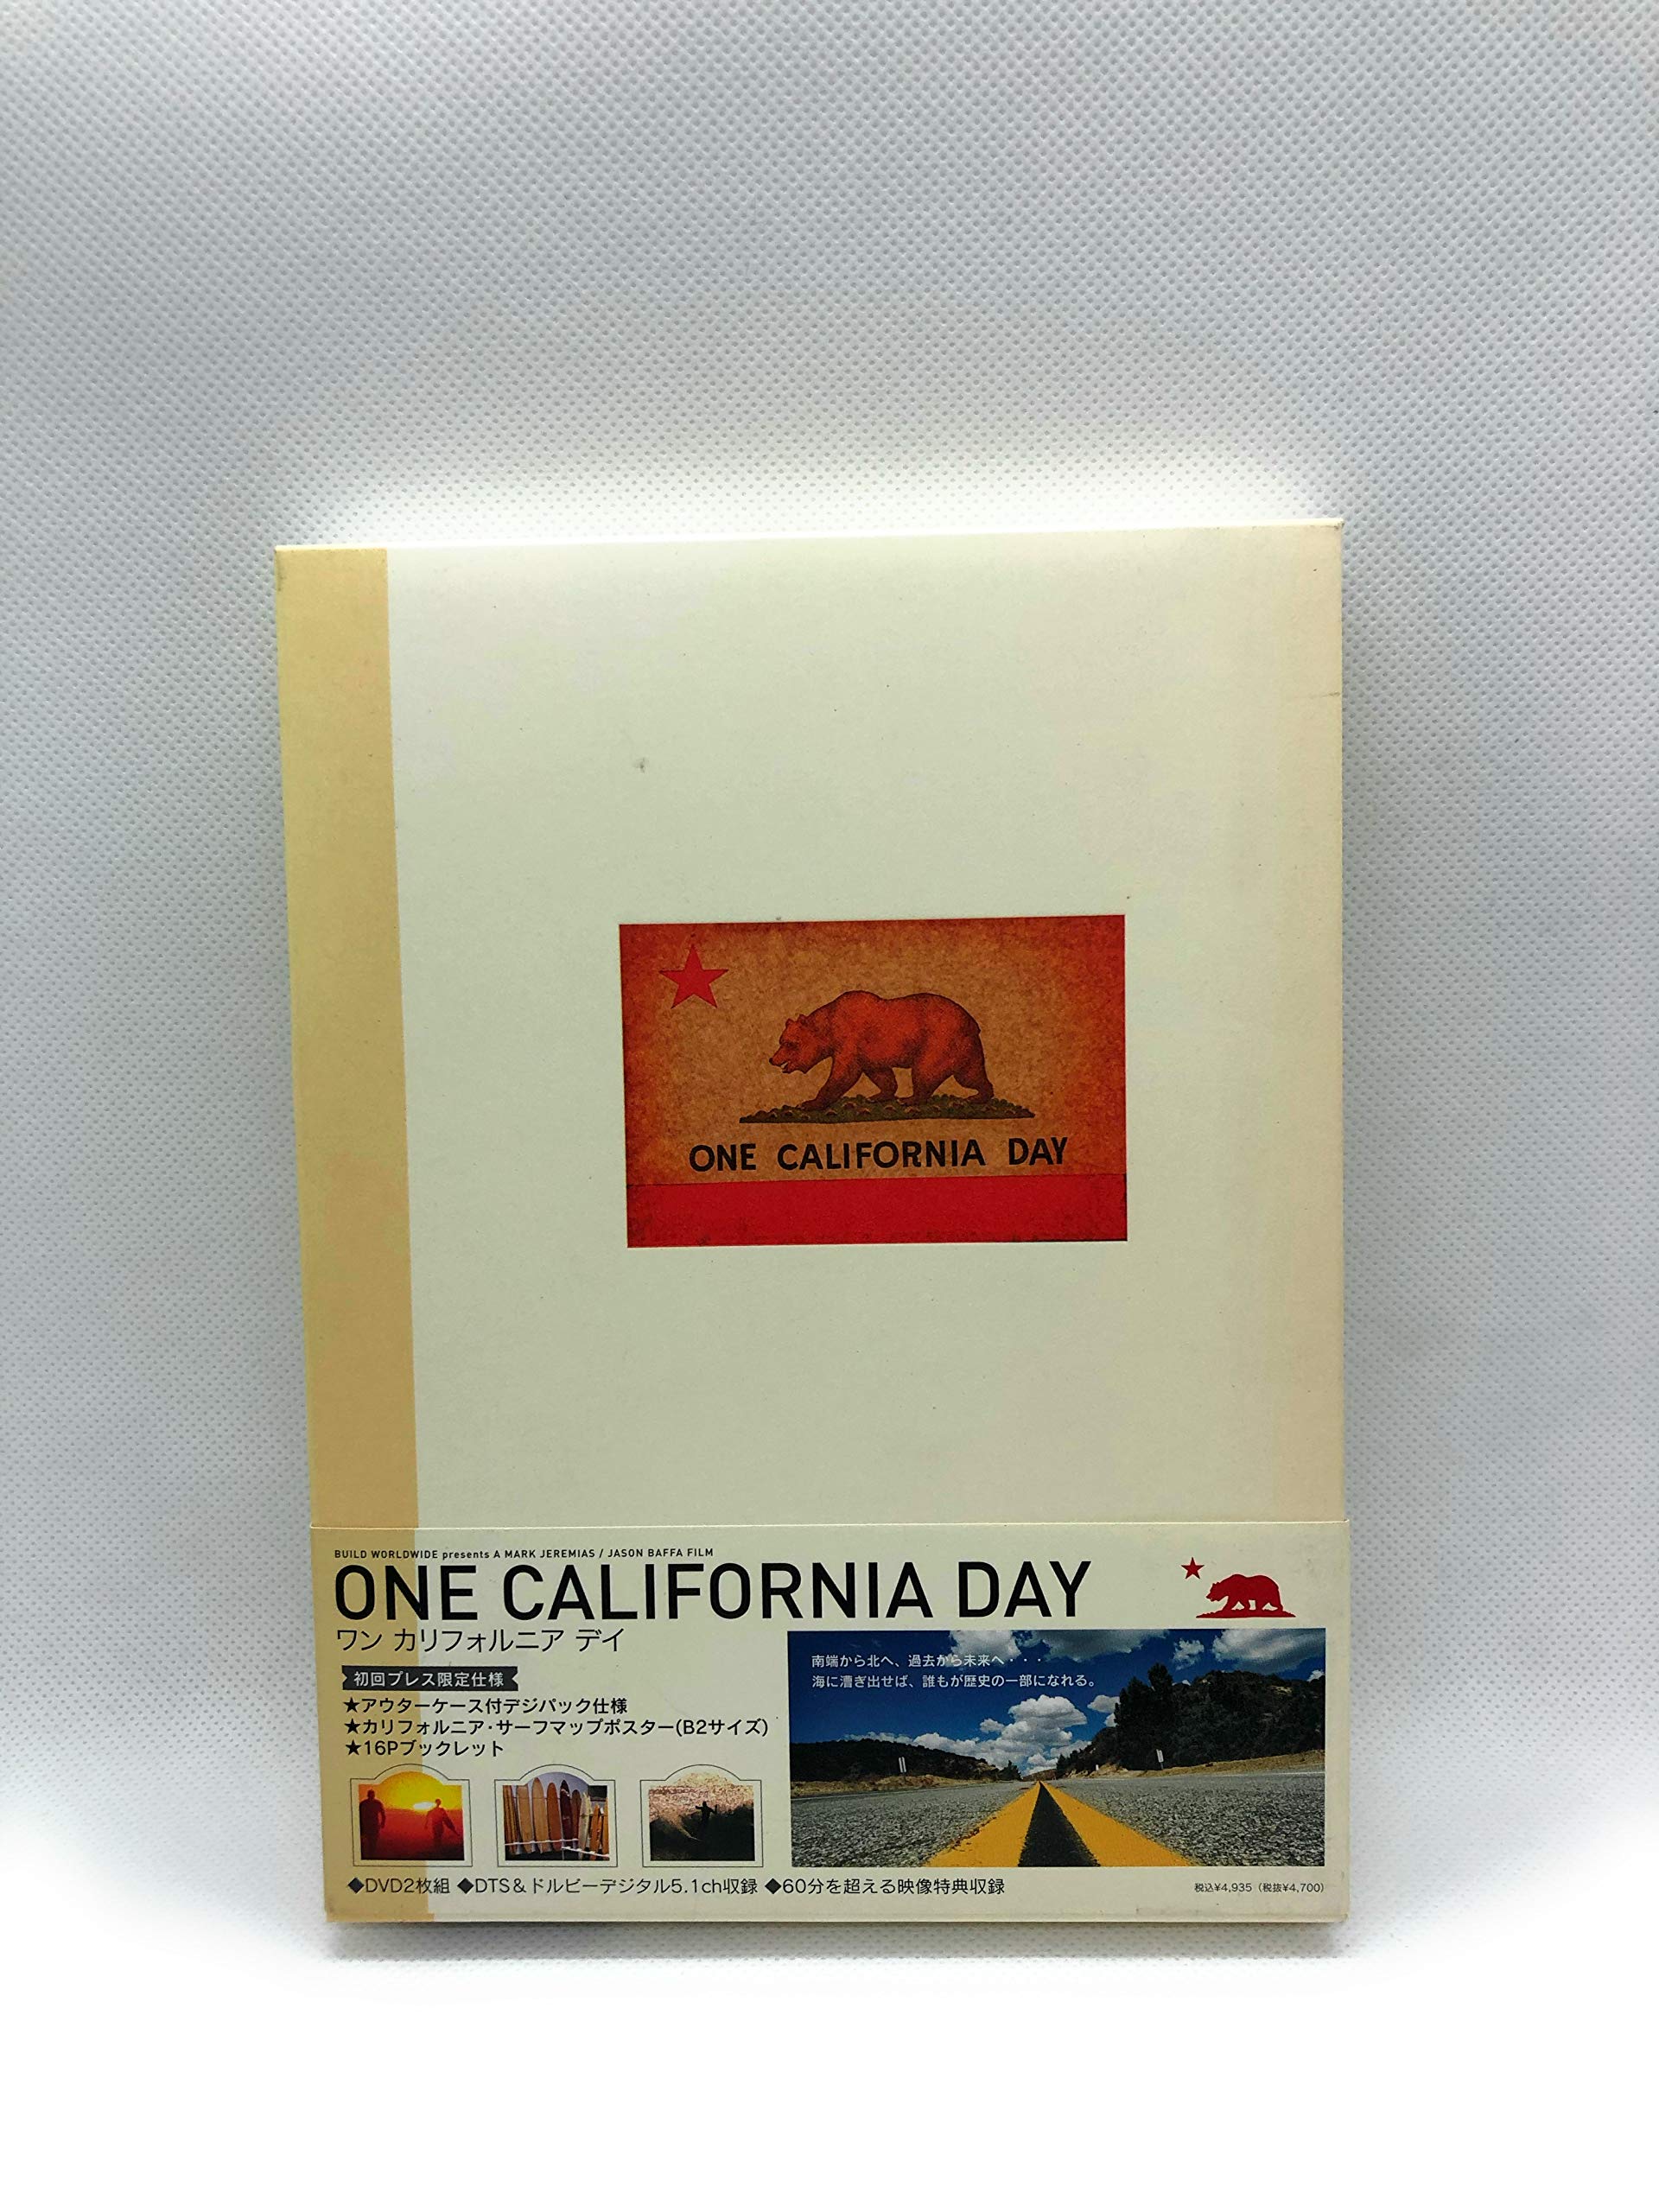 ONE CALIFORNIA DAY
BUILD WORLDWIDE presents A MARK JEREMIAS / JASON BAFFA FILM
ONE CALIFORNIA DAY
ワン カリフォルニア デイ
初回プレス限定仕様
★アウターケース付デジパック仕様
★カリフォルニア・サーフマップポスター(B2サイズ)
★16Pブックレット
南端から北へ、過去から未来へ・・・
海に漕ぎ出せば、誰もが歴史の一部になれる。
◆DVD2枚組 ◆DTS＆ドルビーデジタル5.1ch収録 ◆60分を超える映像特典収録
税込¥4,935（税抜¥4,700）